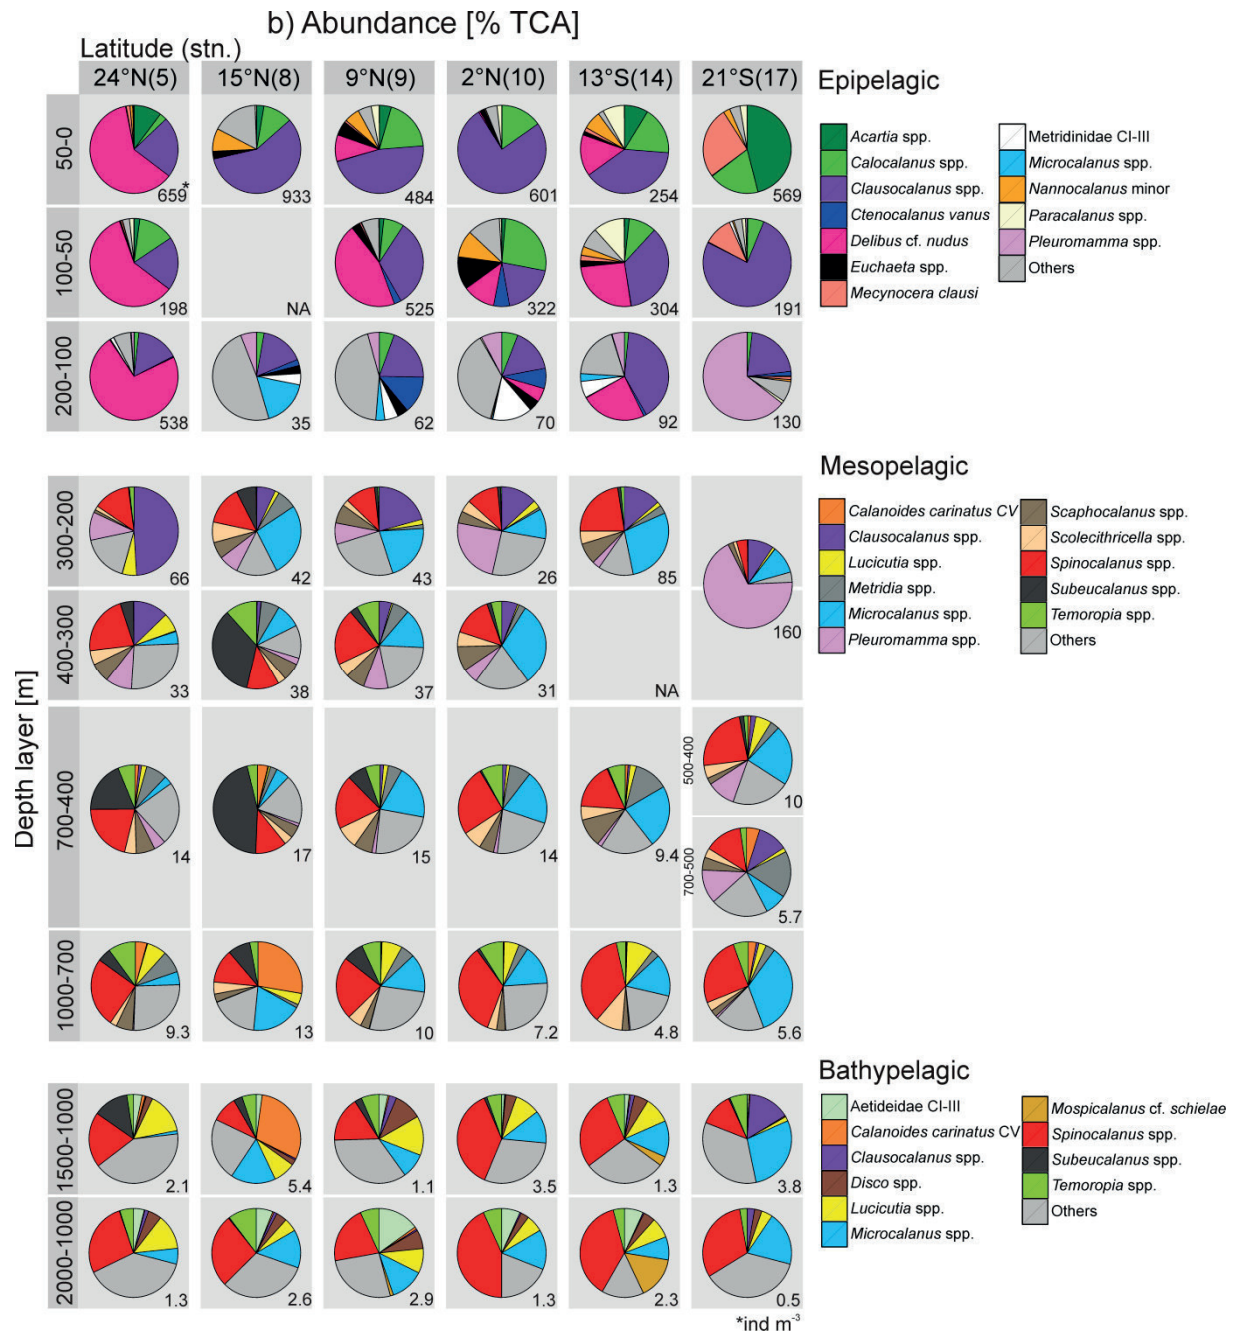 b) Abundance [% TCA]
Latitude (stn.)
24°N(5) 15°N(8) 9°N(9) 2°N(10) 13°S(14) 21°S(17)
Depth layer [m]
50-0
659* 933 484 601 254 569
100-50
198 NA 525 322 304 191
200-100
538 35 62 70 92 130
300-200
66 42 43 26 85
160
400-300
33 38 37 31 NA
700-400
14 17 15 14 9.4
500-400
10
700-500
5.7
1000-700
9.3 13 10 7.2 4.8 5.6
1500-1000
2.1 5.4 1.1 3.5 1.3 3.8
2000-1000
1.3 2.6 2.9 1.3 2.3 0.5
*ind m⁻³
Epipelagic
Acartia spp.
Calocalanus spp.
Clausocalanus spp.
Ctenocalanus vanus
Delibus cf. nudus
Euchaeta spp.
Mecynocera clausi
Metridinidae CI-III
Microcalanus spp.
Nannocalanus minor
Paracalanus spp.
Pleuromamma spp.
Others
Mesopelagic
Calanoides carinatus CV
Clausocalanus spp.
Lucicutia spp.
Metridia spp.
Microcalanus spp.
Pleuromamma spp.
Scaphocalanus spp.
Scolecithricella spp.
Spinocalanus spp.
Subeucalanus spp.
Temoropia spp.
Others
Bathypelagic
Aetideidae CI-III
Calanoides carinatus CV
Clausocalanus spp.
Disco spp.
Lucicutia spp.
Microcalanus spp.
Mospicalanus cf. schielae
Spinocalanus spp.
Subeucalanus spp.
Temoropia spp.
Others